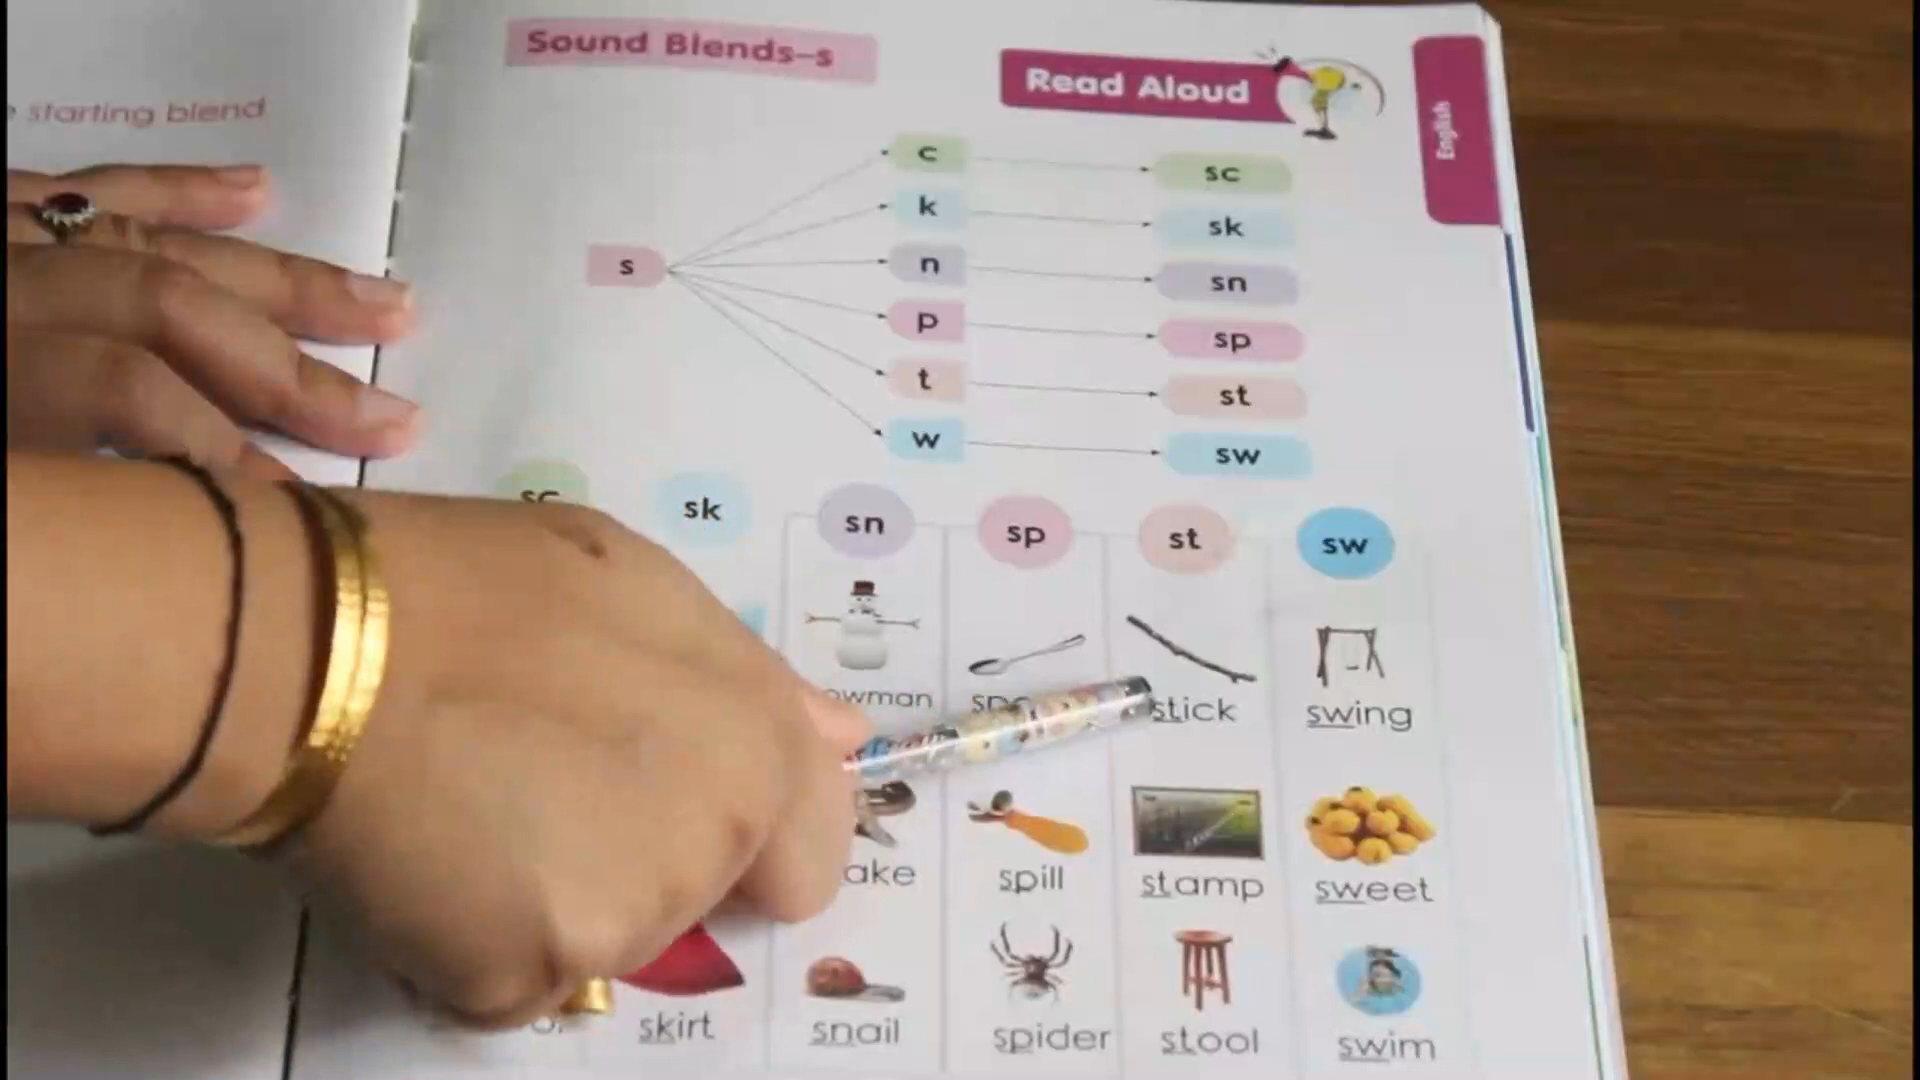 starting blend
Sound Blends-s
Read Aloud
English
c
sc
k
sk
s
n
sn
p
sp
t
st
w
sw
sc
sk
sn
sp
st
sw
stick
swing
spill
stamp
sweet
skirt
snail
spider
stool
swim